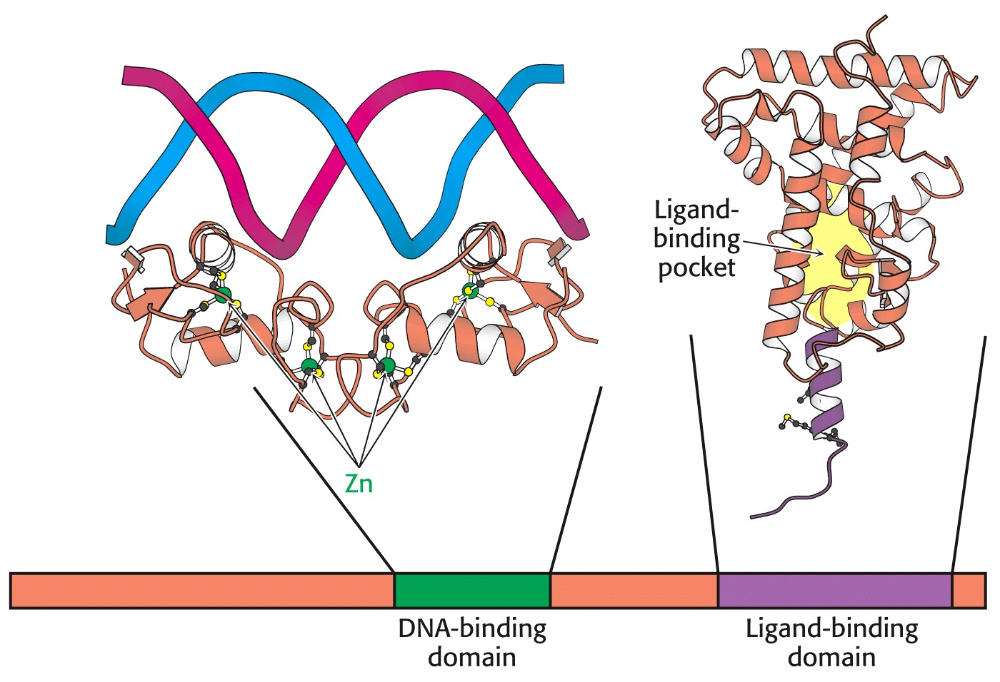 Ligand-
binding
pocket
Zn
DNA-binding
domain
Ligand-binding
domain